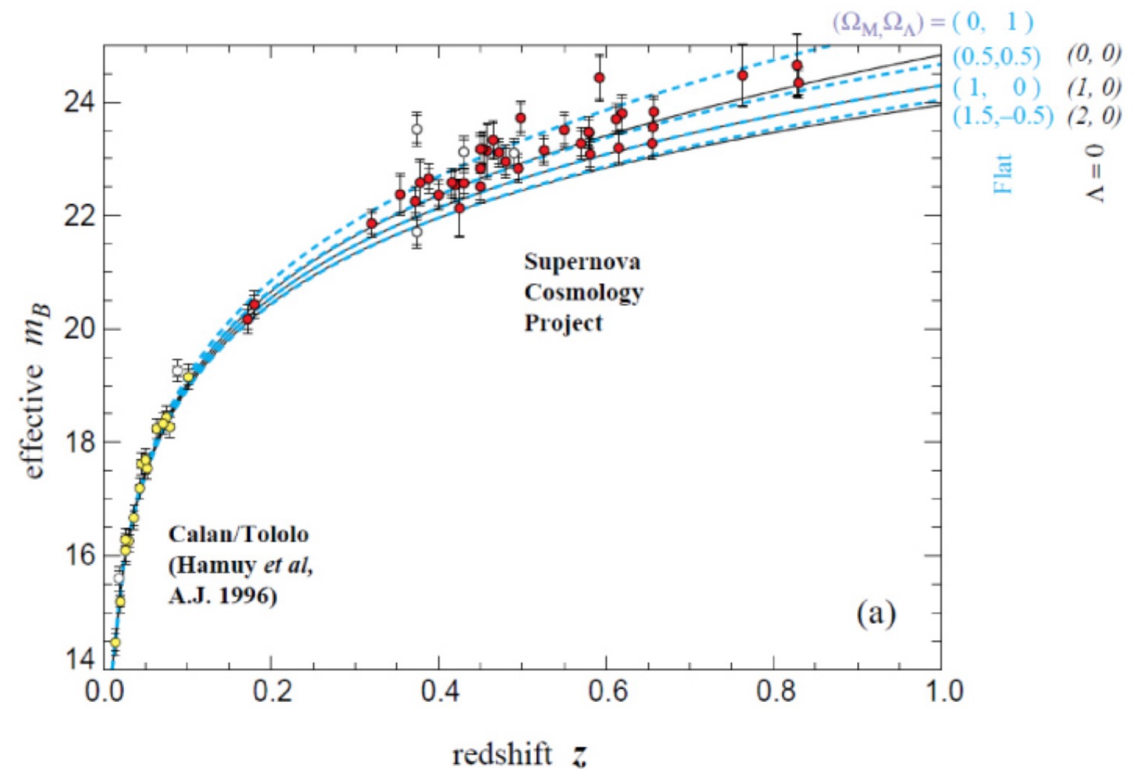 (Ω_M,Ω_Λ) = ( 0, 1 )
(0.5,0.5) (0, 0)
( 1, 0 ) (1, 0)
(1.5,–0.5) (2, 0)
Flat
Λ = 0
24
22
20
18
16
14
effective m_B
Supernova
Cosmology
Project
Calan/Tololo
(Hamuy et al,
A.J. 1996)
(a)
0.0 0.2 0.4 0.6 0.8 1.0
redshift z